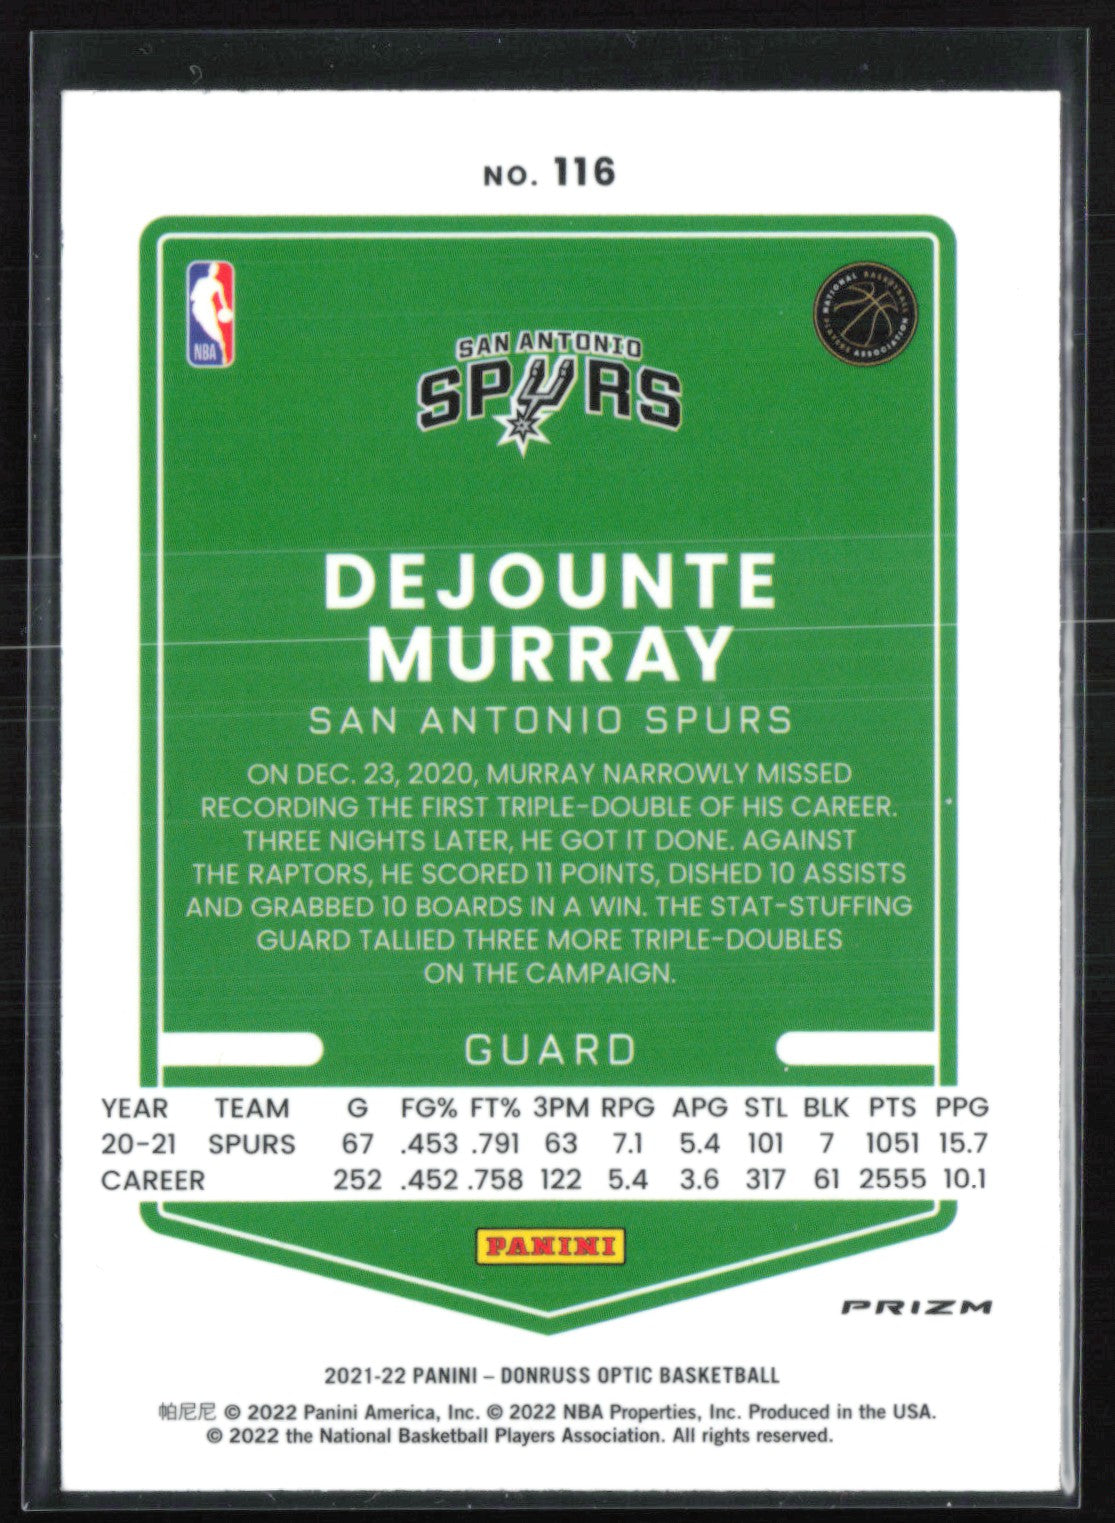 NO. 116
NBA
NATIONAL BASKETBALL PLAYERS ASSOCIATION
SAN ANTONIO
SPURS
DEJOUNTE
MURRAY
SAN ANTONIO SPURS
ON DEC. 23, 2020, MURRAY NARROWLY MISSED
RECORDING THE FIRST TRIPLE-DOUBLE OF HIS CAREER.
THREE NIGHTS LATER, HE GOT IT DONE. AGAINST
THE RAPTORS, HE SCORED 11 POINTS, DISHED 10 ASSISTS
AND GRABBED 10 BOARDS IN A WIN. THE STAT-STUFFING
GUARD TALLIED THREE MORE TRIPLE-DOUBLES
ON THE CAMPAIGN.
GUARD
YEAR TEAM G FG% FT% 3PM RPG APG STL BLK PTS PPG
20-21 SPURS 67 .453 .791 63 7.1 5.4 101 7 1051 15.7
CAREER 252 .452 .758 122 5.4 3.6 317 61 2555 10.1
PANINI
PRIZM
2021-22 PANINI – DONRUSS OPTIC BASKETBALL
帕尼尼 © 2022 Panini America, Inc. © 2022 NBA Properties, Inc. Produced in the USA.
© 2022 the National Basketball Players Association. All rights reserved.